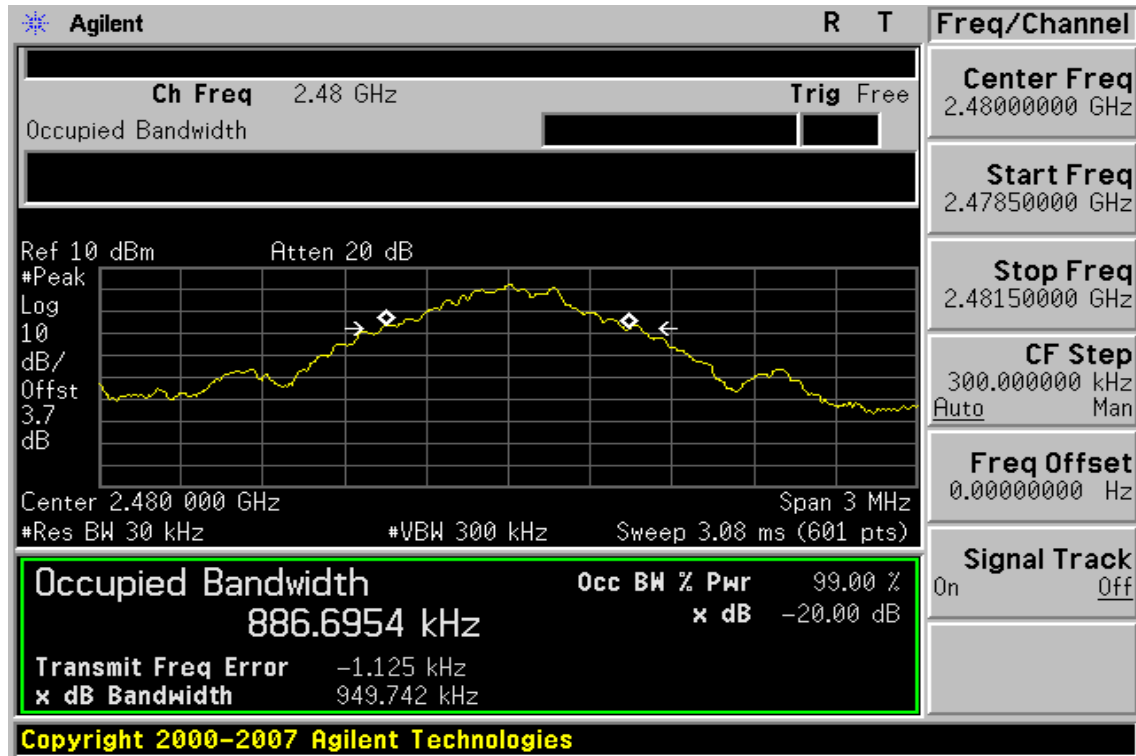 Agilent R T
Ch Freq 2.48 GHz Trig Free
Occupied Bandwidth
Ref 10 dBm Atten 20 dB
#Peak
Log
10
dB/
Offst
3.7
dB
Center 2.480 000 GHz Span 3 MHz
#Res BW 30 kHz #VBW 300 kHz Sweep 3.08 ms (601 pts)
Occupied Bandwidth Occ BW % Pwr 99.00 %
886.6954 kHz x dB -20.00 dB
Transmit Freq Error -1.125 kHz
x dB Bandwidth 949.742 kHz
Copyright 2000-2007 Agilent Technologies
Freq/Channel
Center Freq
2.48000000 GHz
Start Freq
2.47850000 GHz
Stop Freq
2.48150000 GHz
CF Step
300.000000 kHz
Auto Man
Freq Offset
0.00000000 Hz
Signal Track
On Off